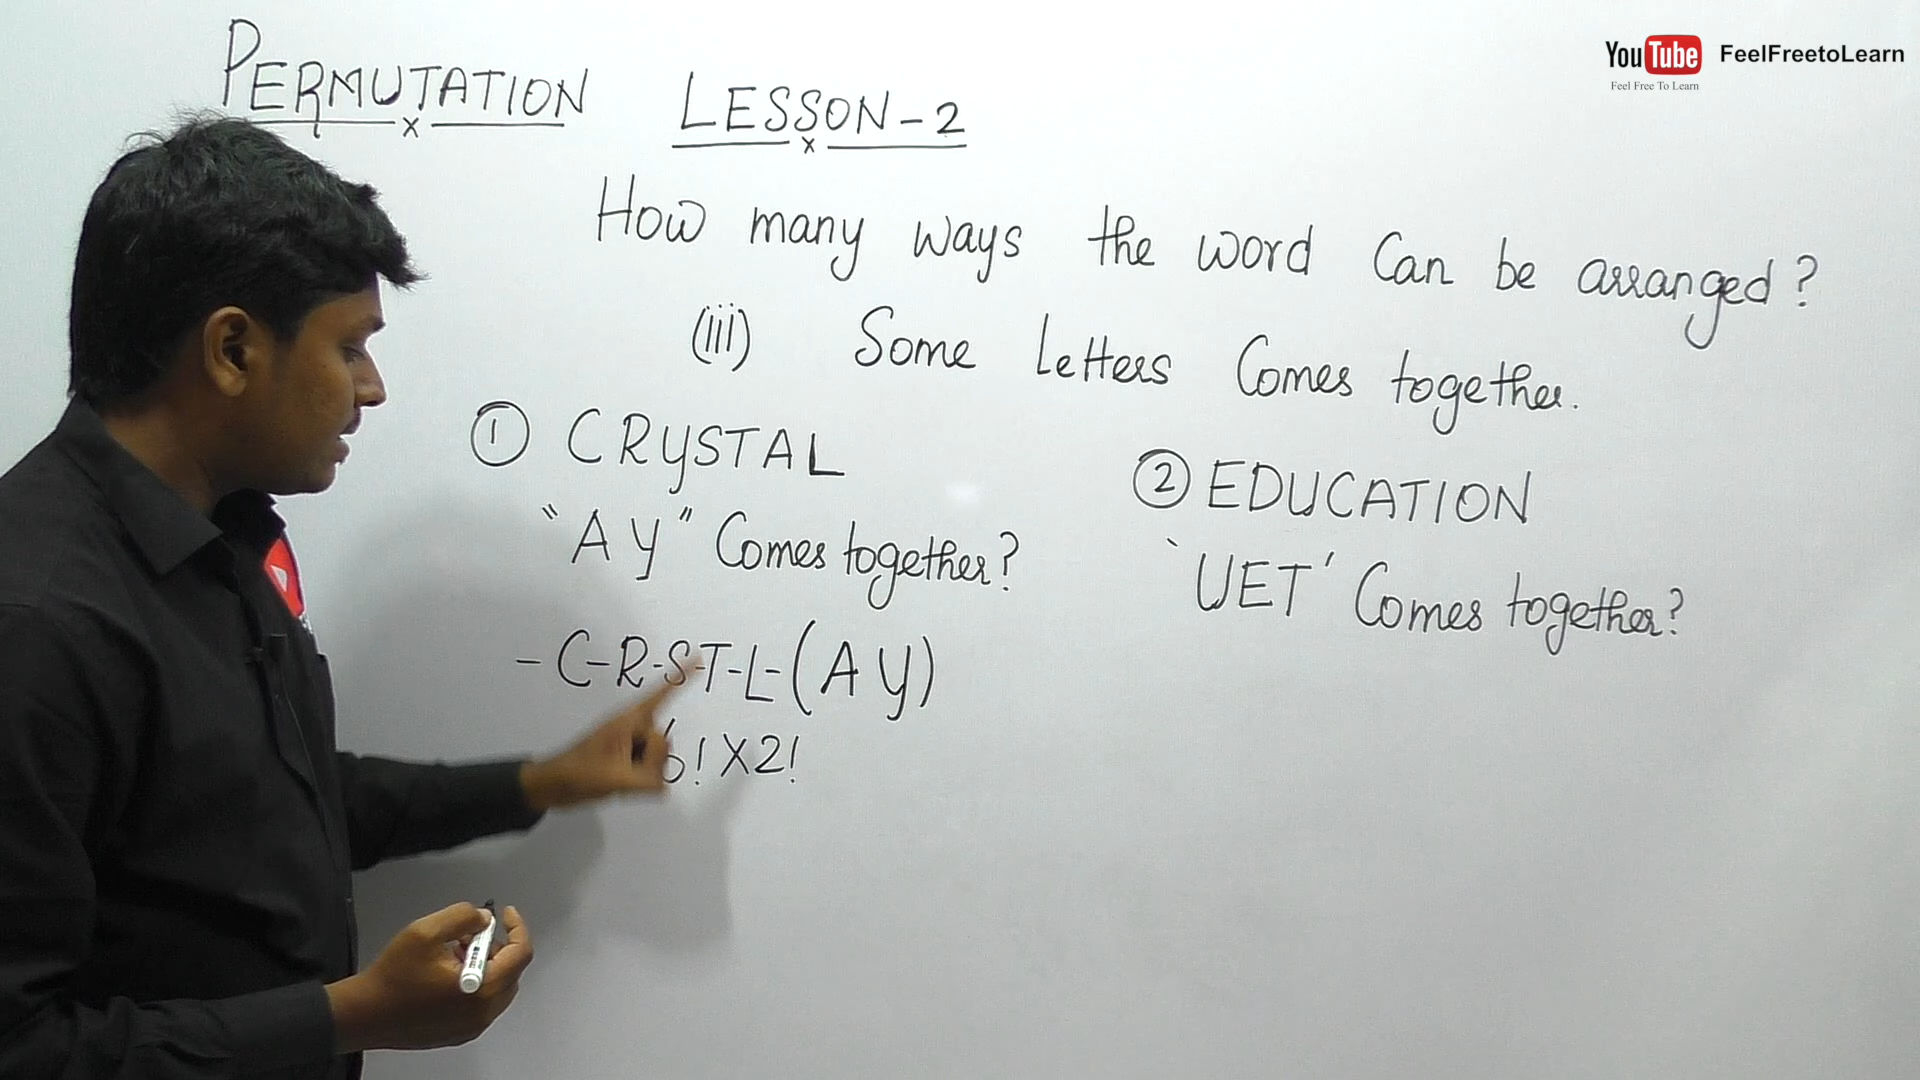 PERMUTATION LESSON-2
How many ways the word Can be arranged?
(iii) Some Letters Comes together.
① CRYSTAL
"AY" Comes together?
-C-R-S-T-L-(AY)
6!X2!
② EDUCATION
'UET' Comes together?
YouTube FeelFreetoLearn
Feel Free To Learn